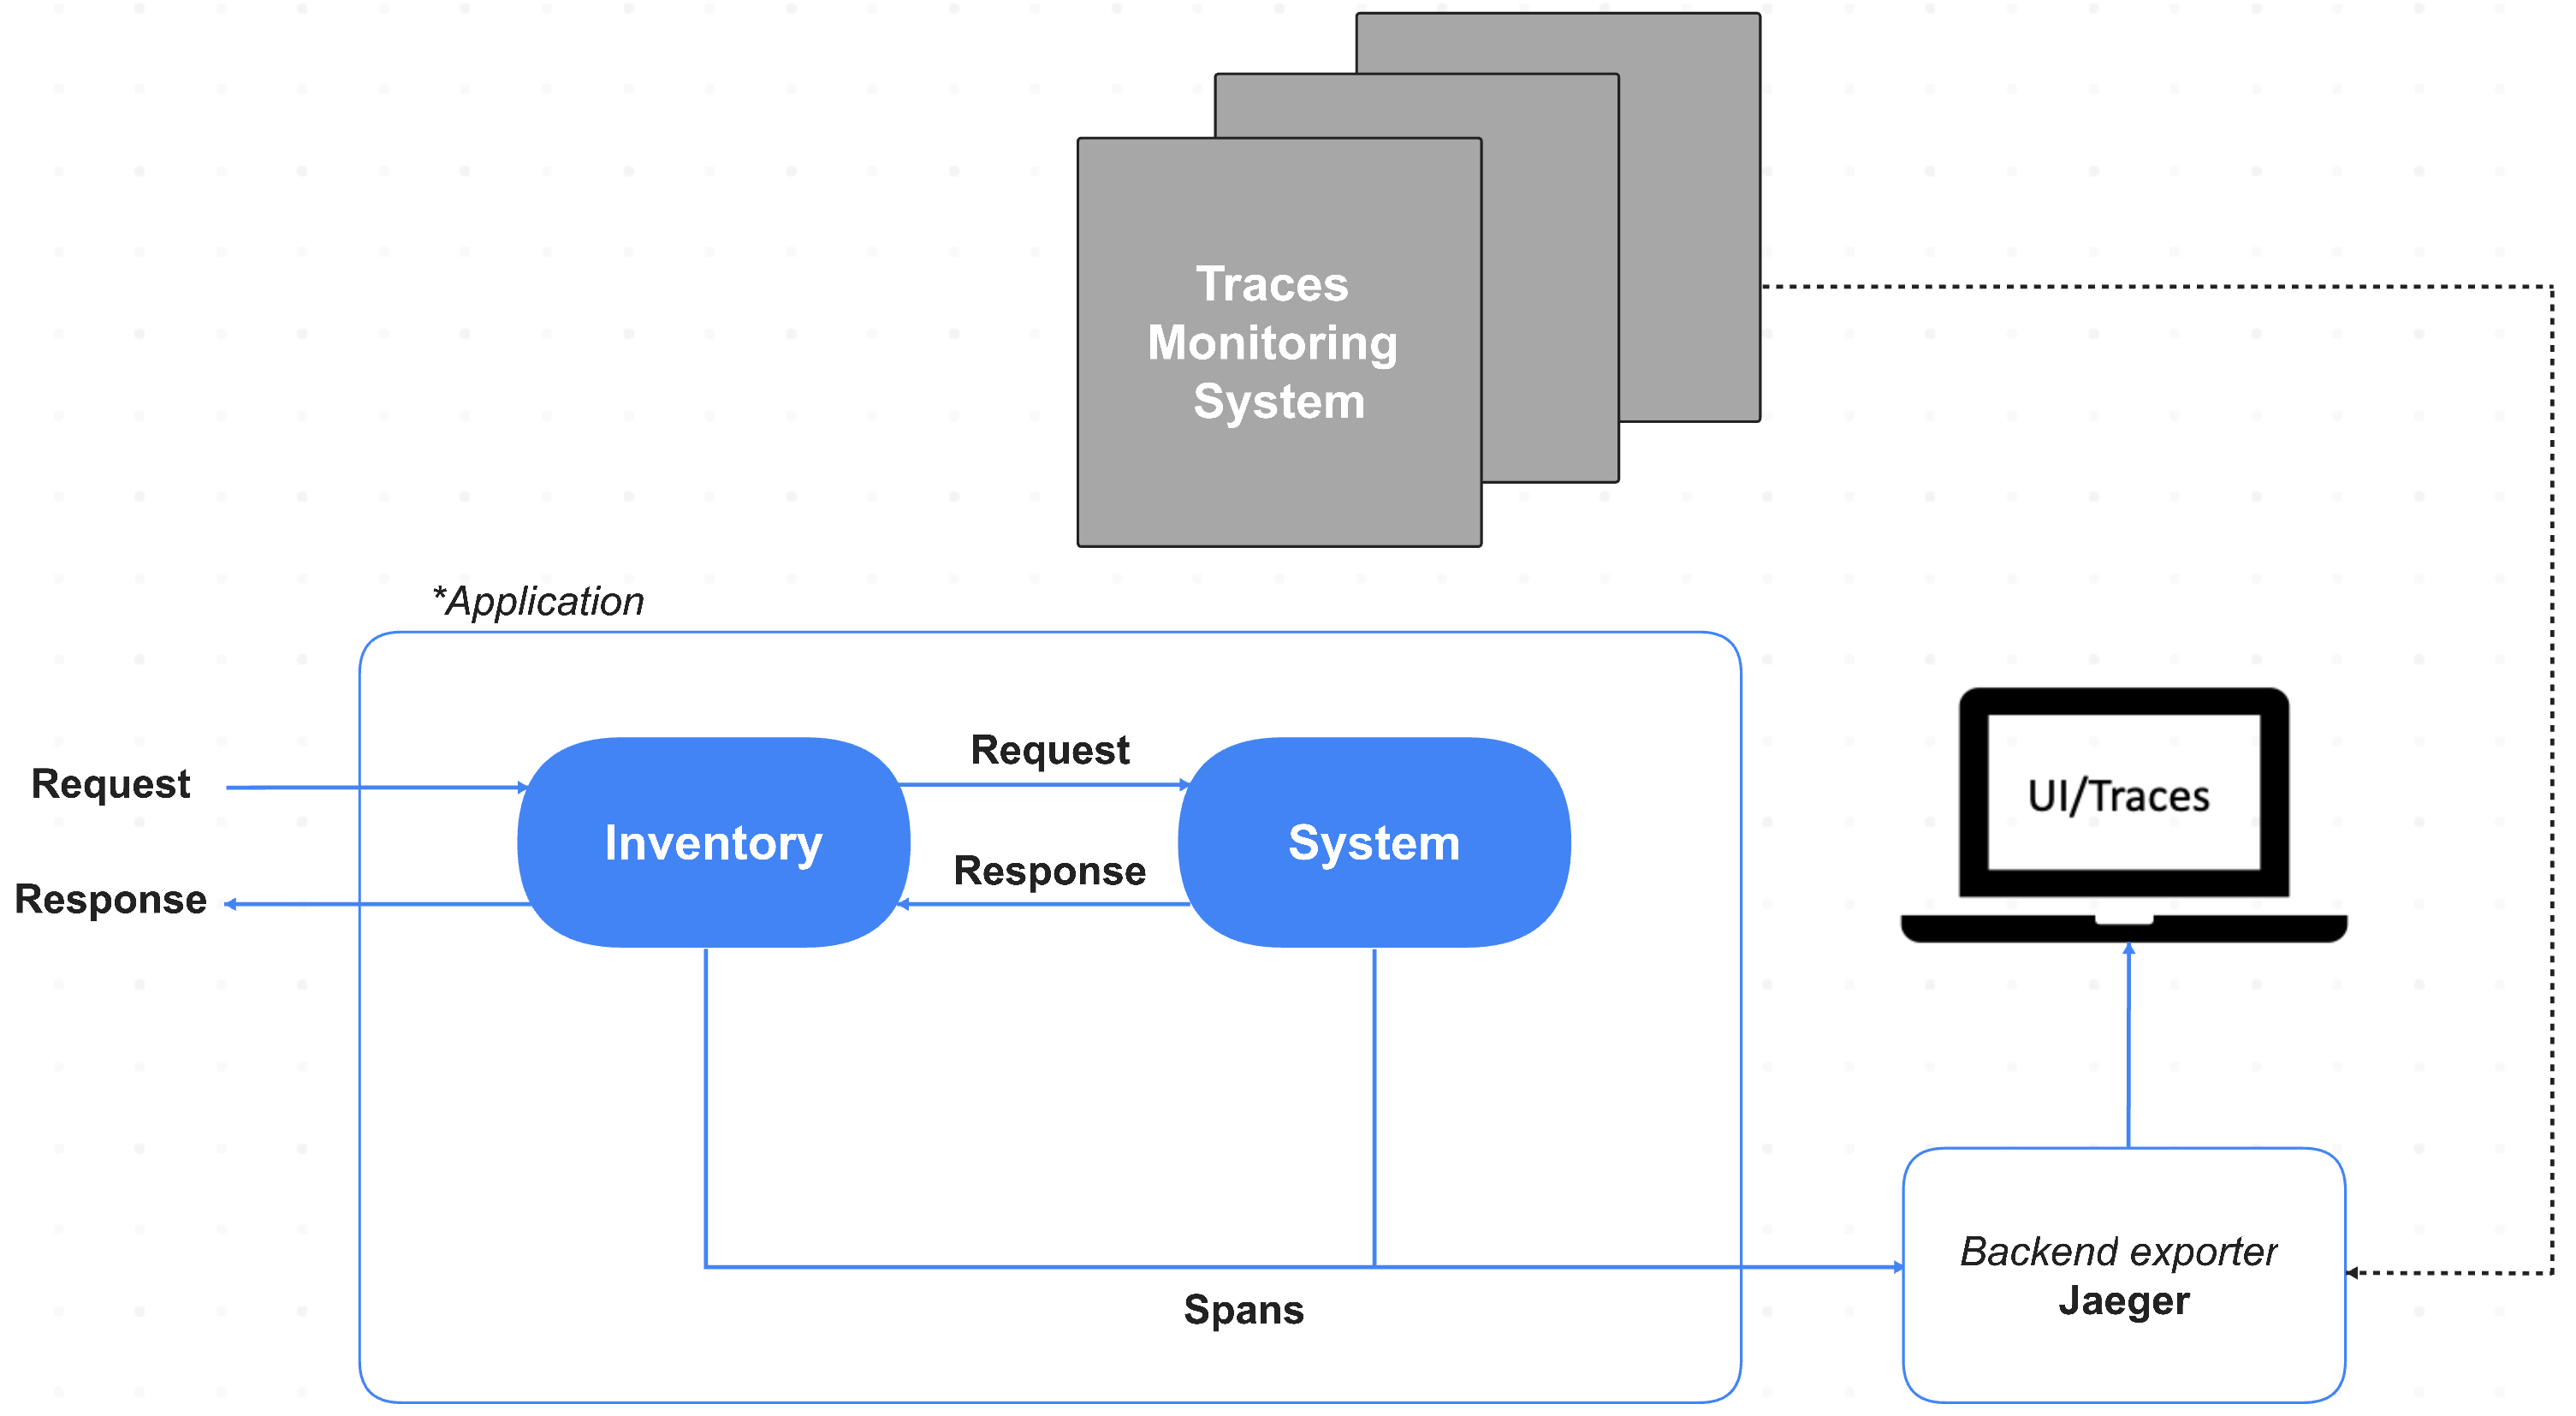 Traces
Monitoring
System
*Application
Request
Request
Inventory
System
Response
Response
UI/Traces
Spans
Backend exporter
Jaeger